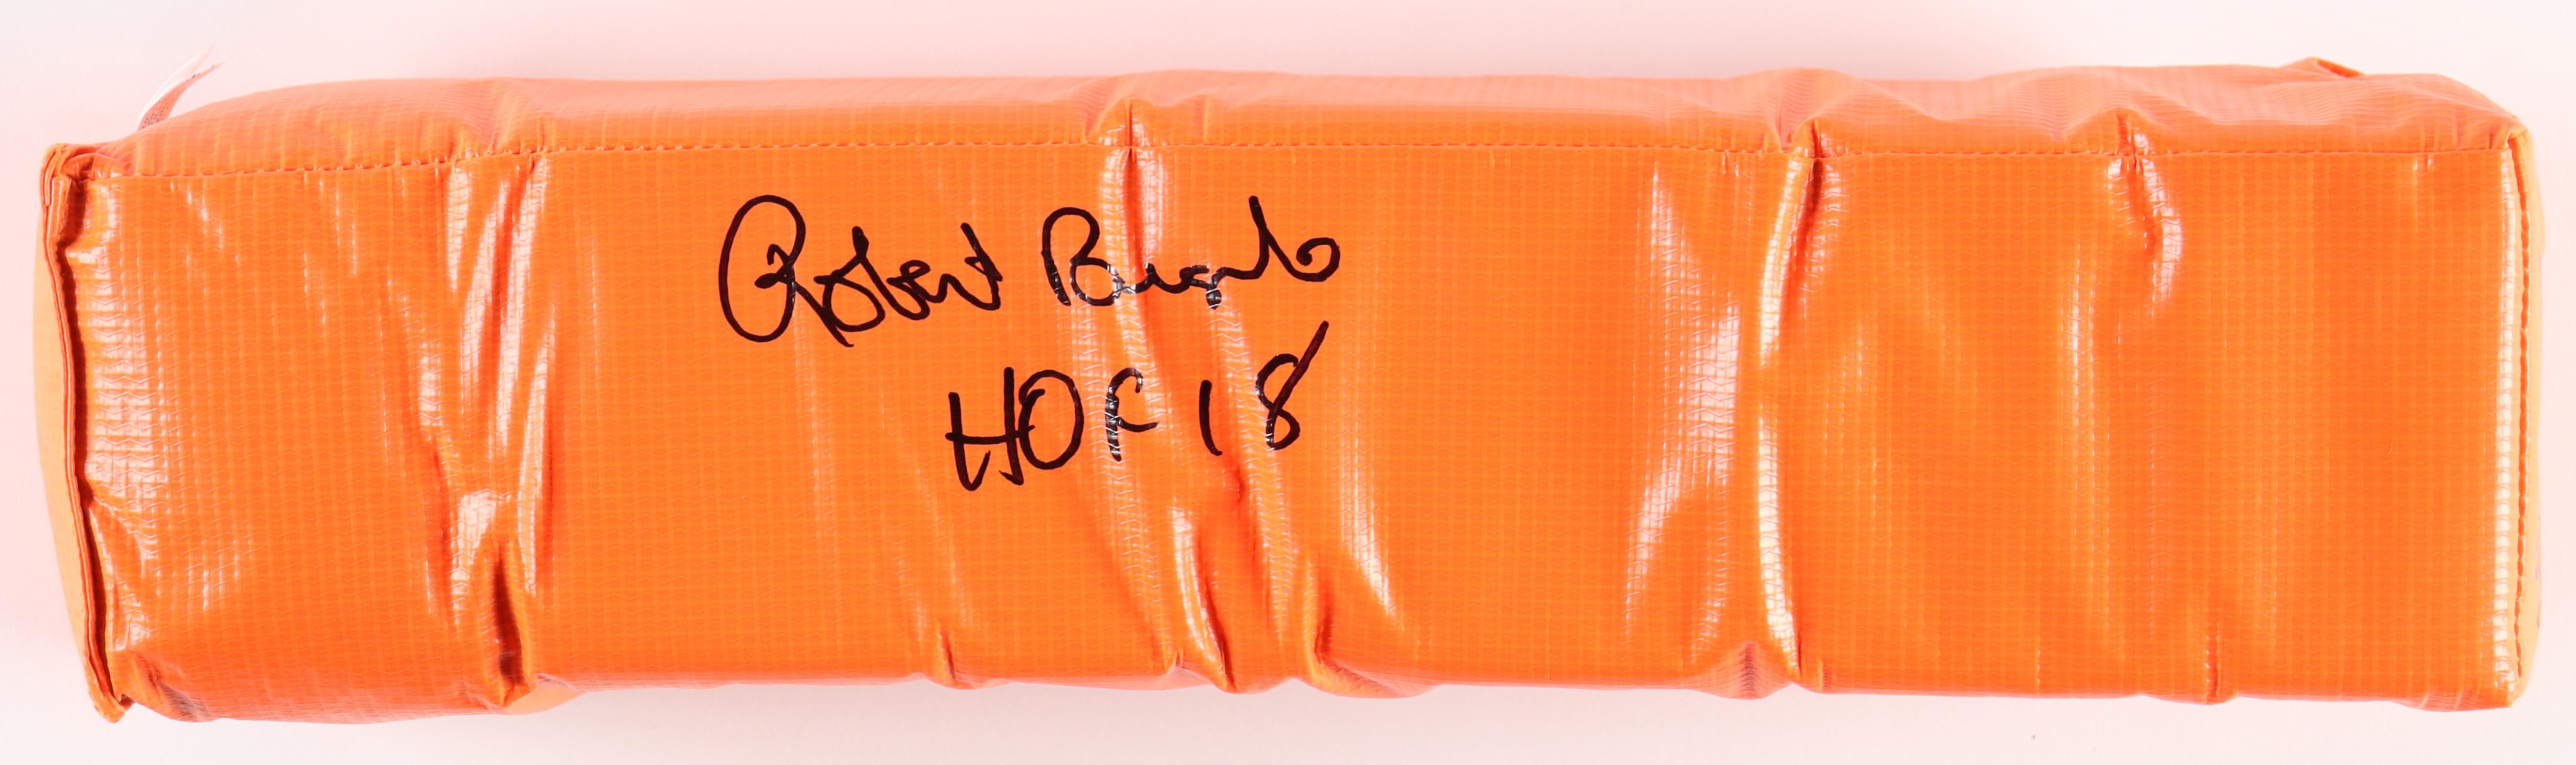 Robert Brazile
HOF 18